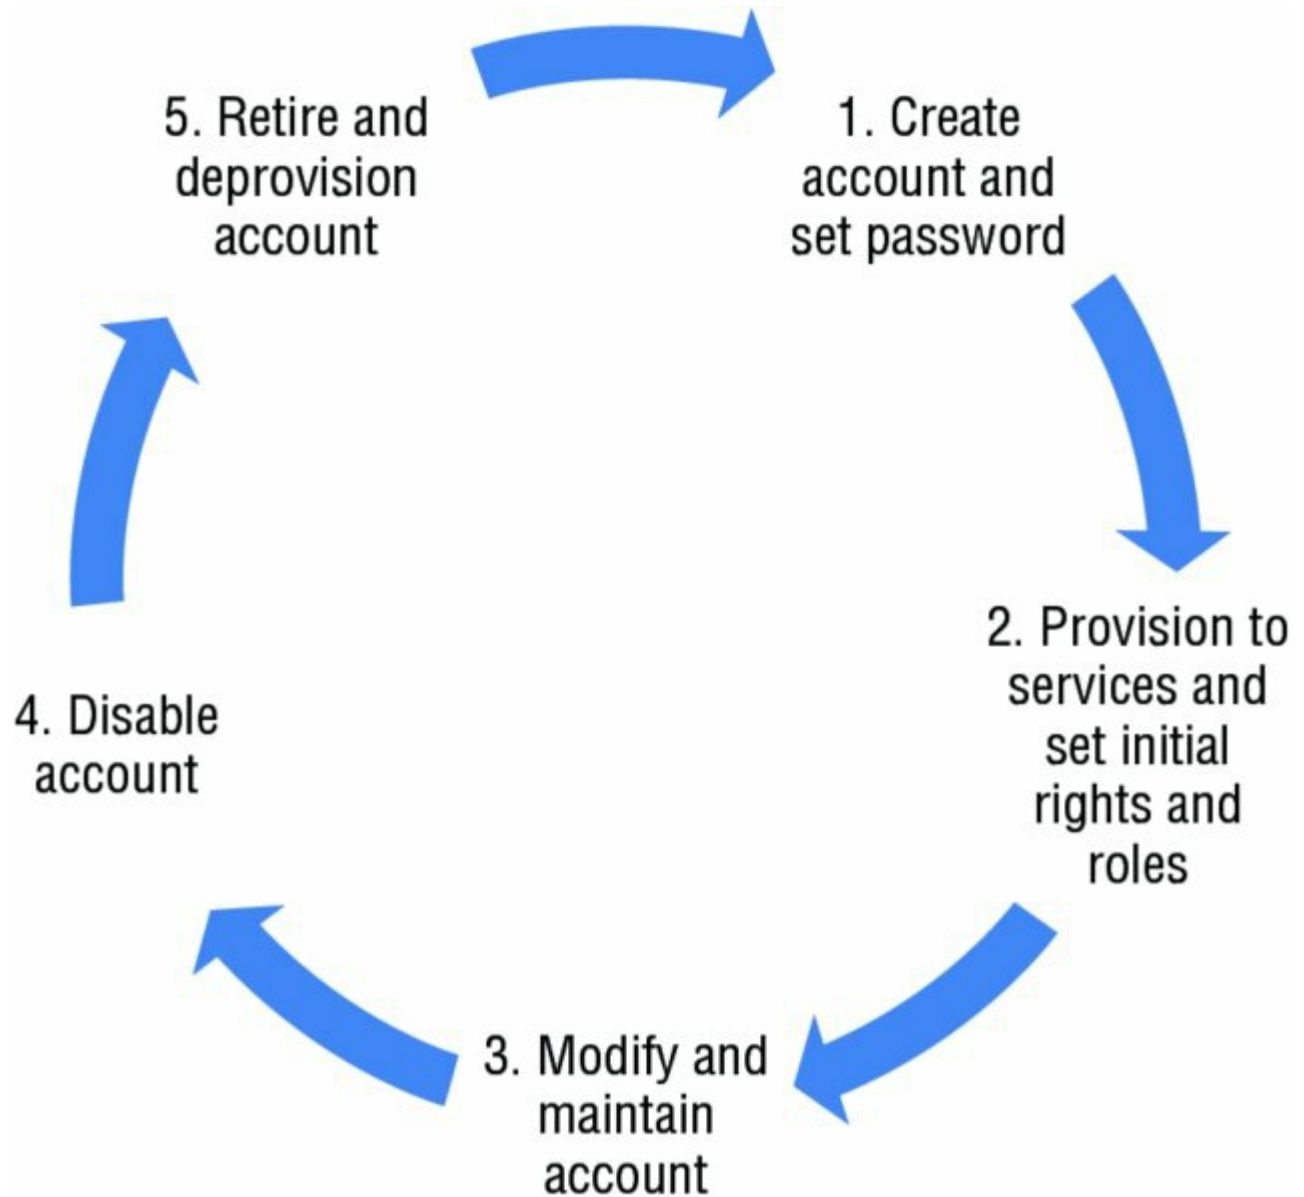 5. Retire and
deprovision
account
1. Create
account and
set password
2. Provision to
services and
set initial
rights and
roles
4. Disable
account
3. Modify and
maintain
account